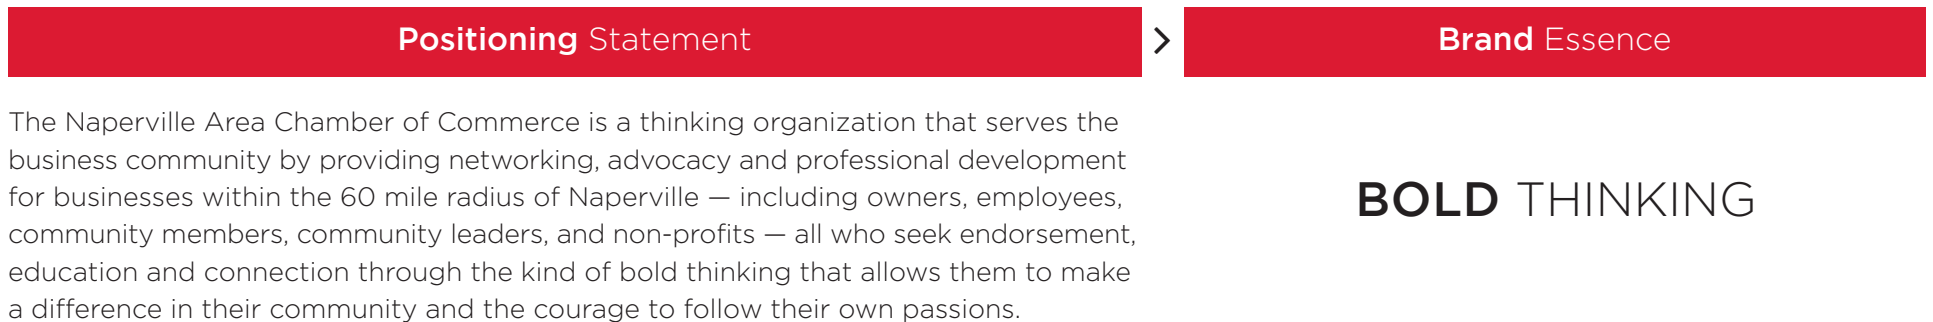 Positioning Statement
The Naperville Area Chamber of Commerce is a thinking organization that serves the
business community by providing networking, advocacy and professional development
for businesses within the 60 mile radius of Naperville — including owners, employees,
community members, community leaders, and non-profits — all who seek endorsement,
education and connection through the kind of bold thinking that allows them to make
a difference in their community and the courage to follow their own passions.
Brand Essence
BOLD THINKING